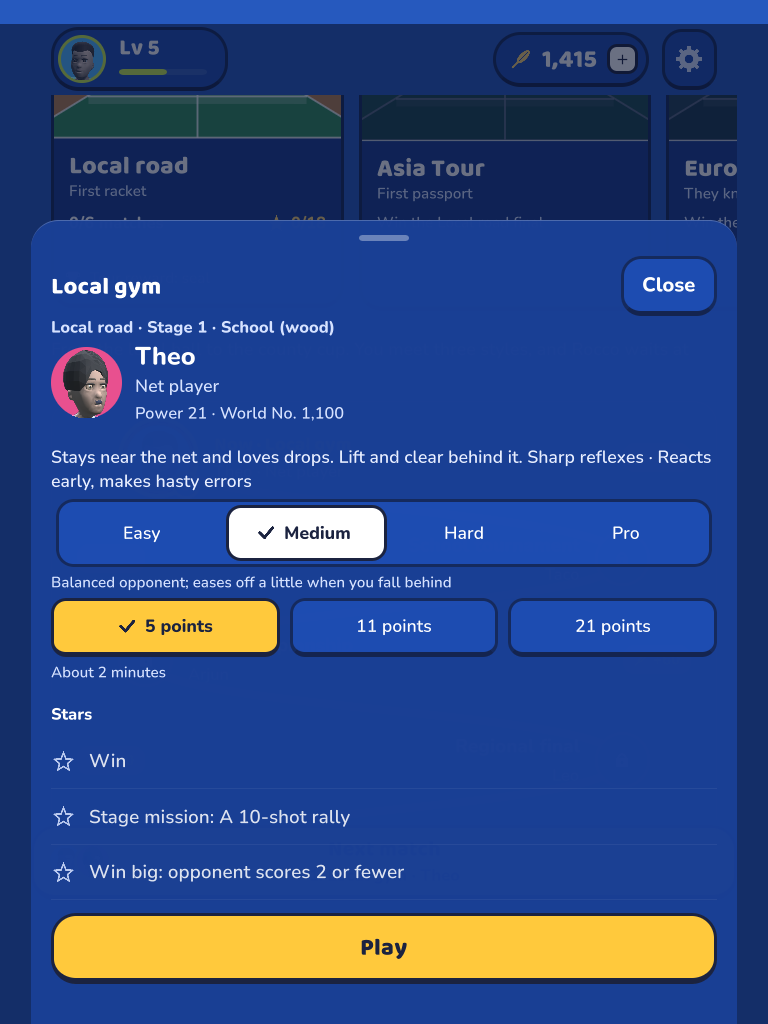 Lv 5
1,415
Local road
Asia Tour
Euro
First racket
First passport
They kn
Local gym
Close
Local road · Stage 1 · School (wood)
Theo
Net player
Power 21 · World No. 1,100
Stays near the net and loves drops. Lift and clear behind it. Sharp reflexes · Reacts
early, makes hasty errors
Easy
Medium
Hard
Pro
Balanced opponent; eases off a little when you fall behind
5 points
11 points
21 points
About 2 minutes
Stars
Win
Stage mission: A 10-shot rally
Win big: opponent scores 2 or fewer
Play